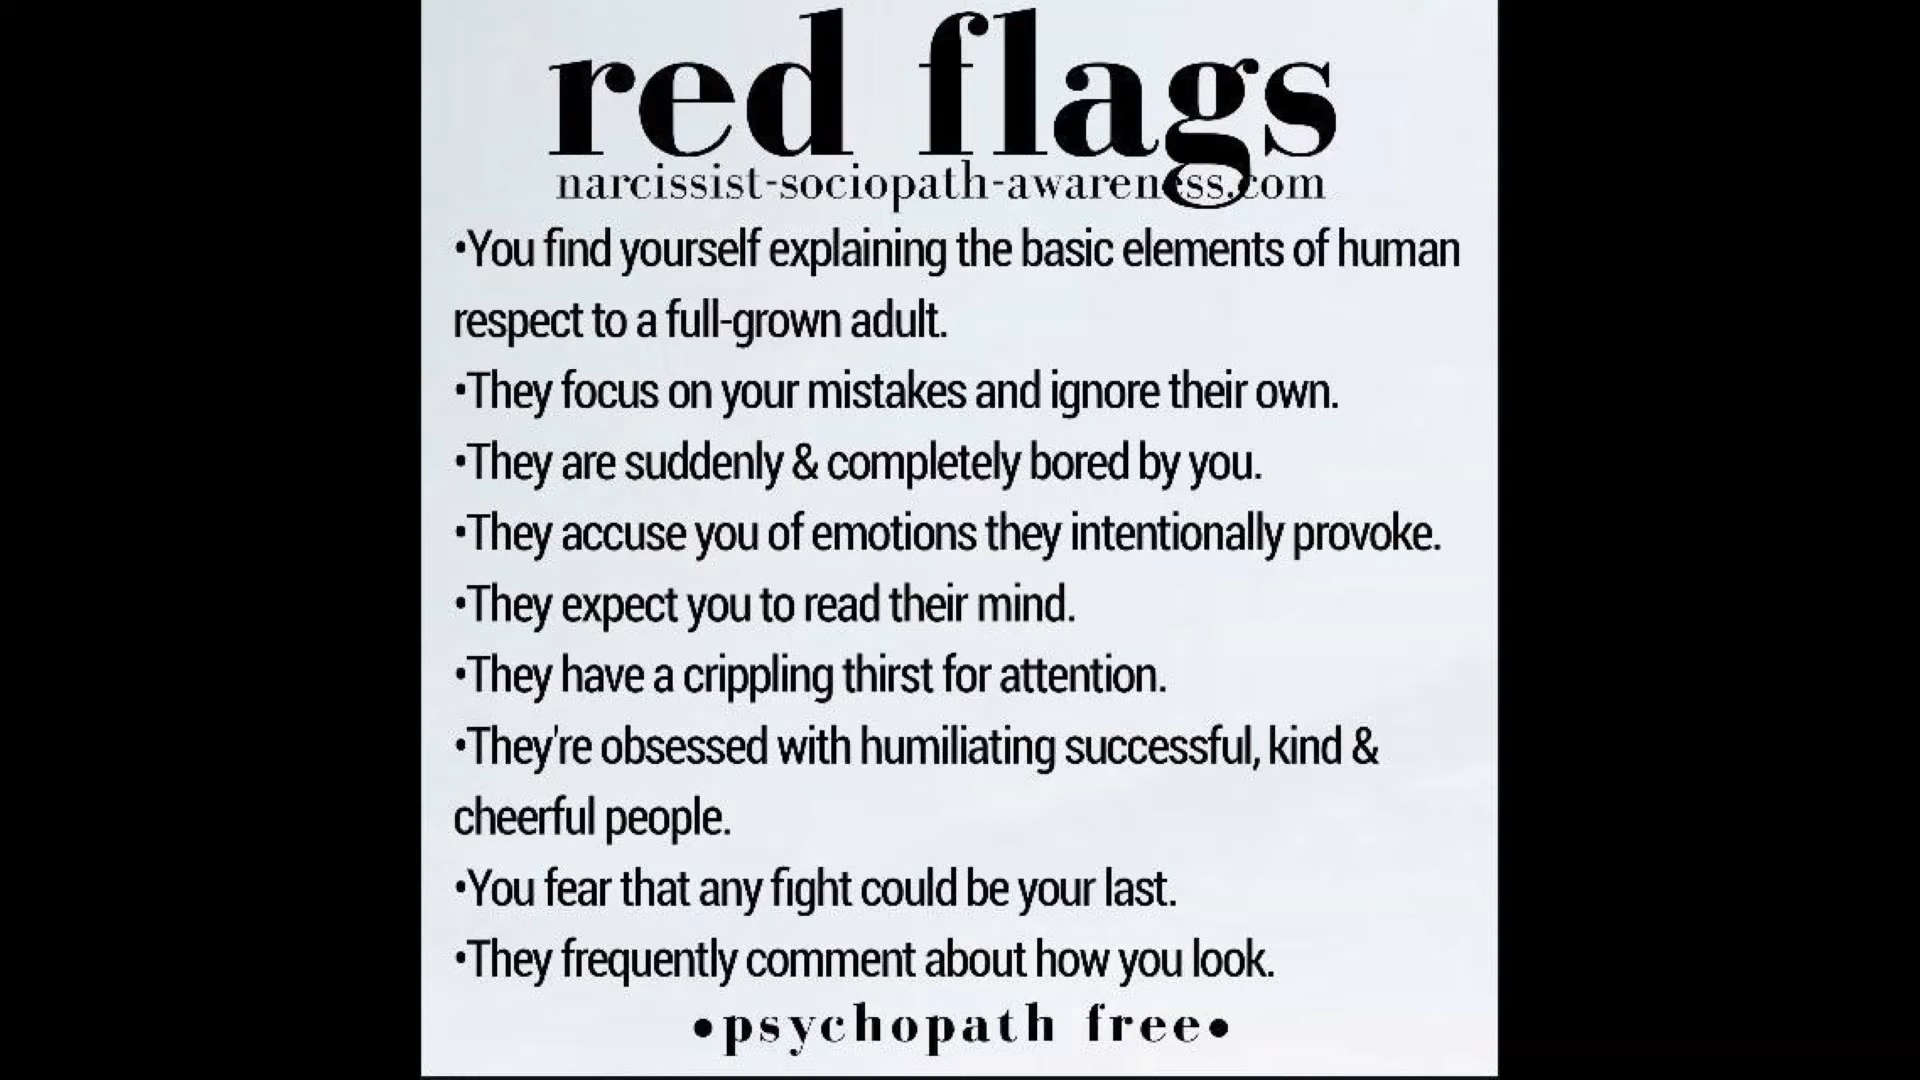 red flags
narcissist-sociopath-awareness.com
•You find yourself explaining the basic elements of human
respect to a full-grown adult.
•They focus on your mistakes and ignore their own.
•They are suddenly & completely bored by you.
•They accuse you of emotions they intentionally provoke.
•They expect you to read their mind.
•They have a crippling thirst for attention.
•They're obsessed with humiliating successful, kind &
cheerful people.
•You fear that any fight could be your last.
•They frequently comment about how you look.
•psychopath free•